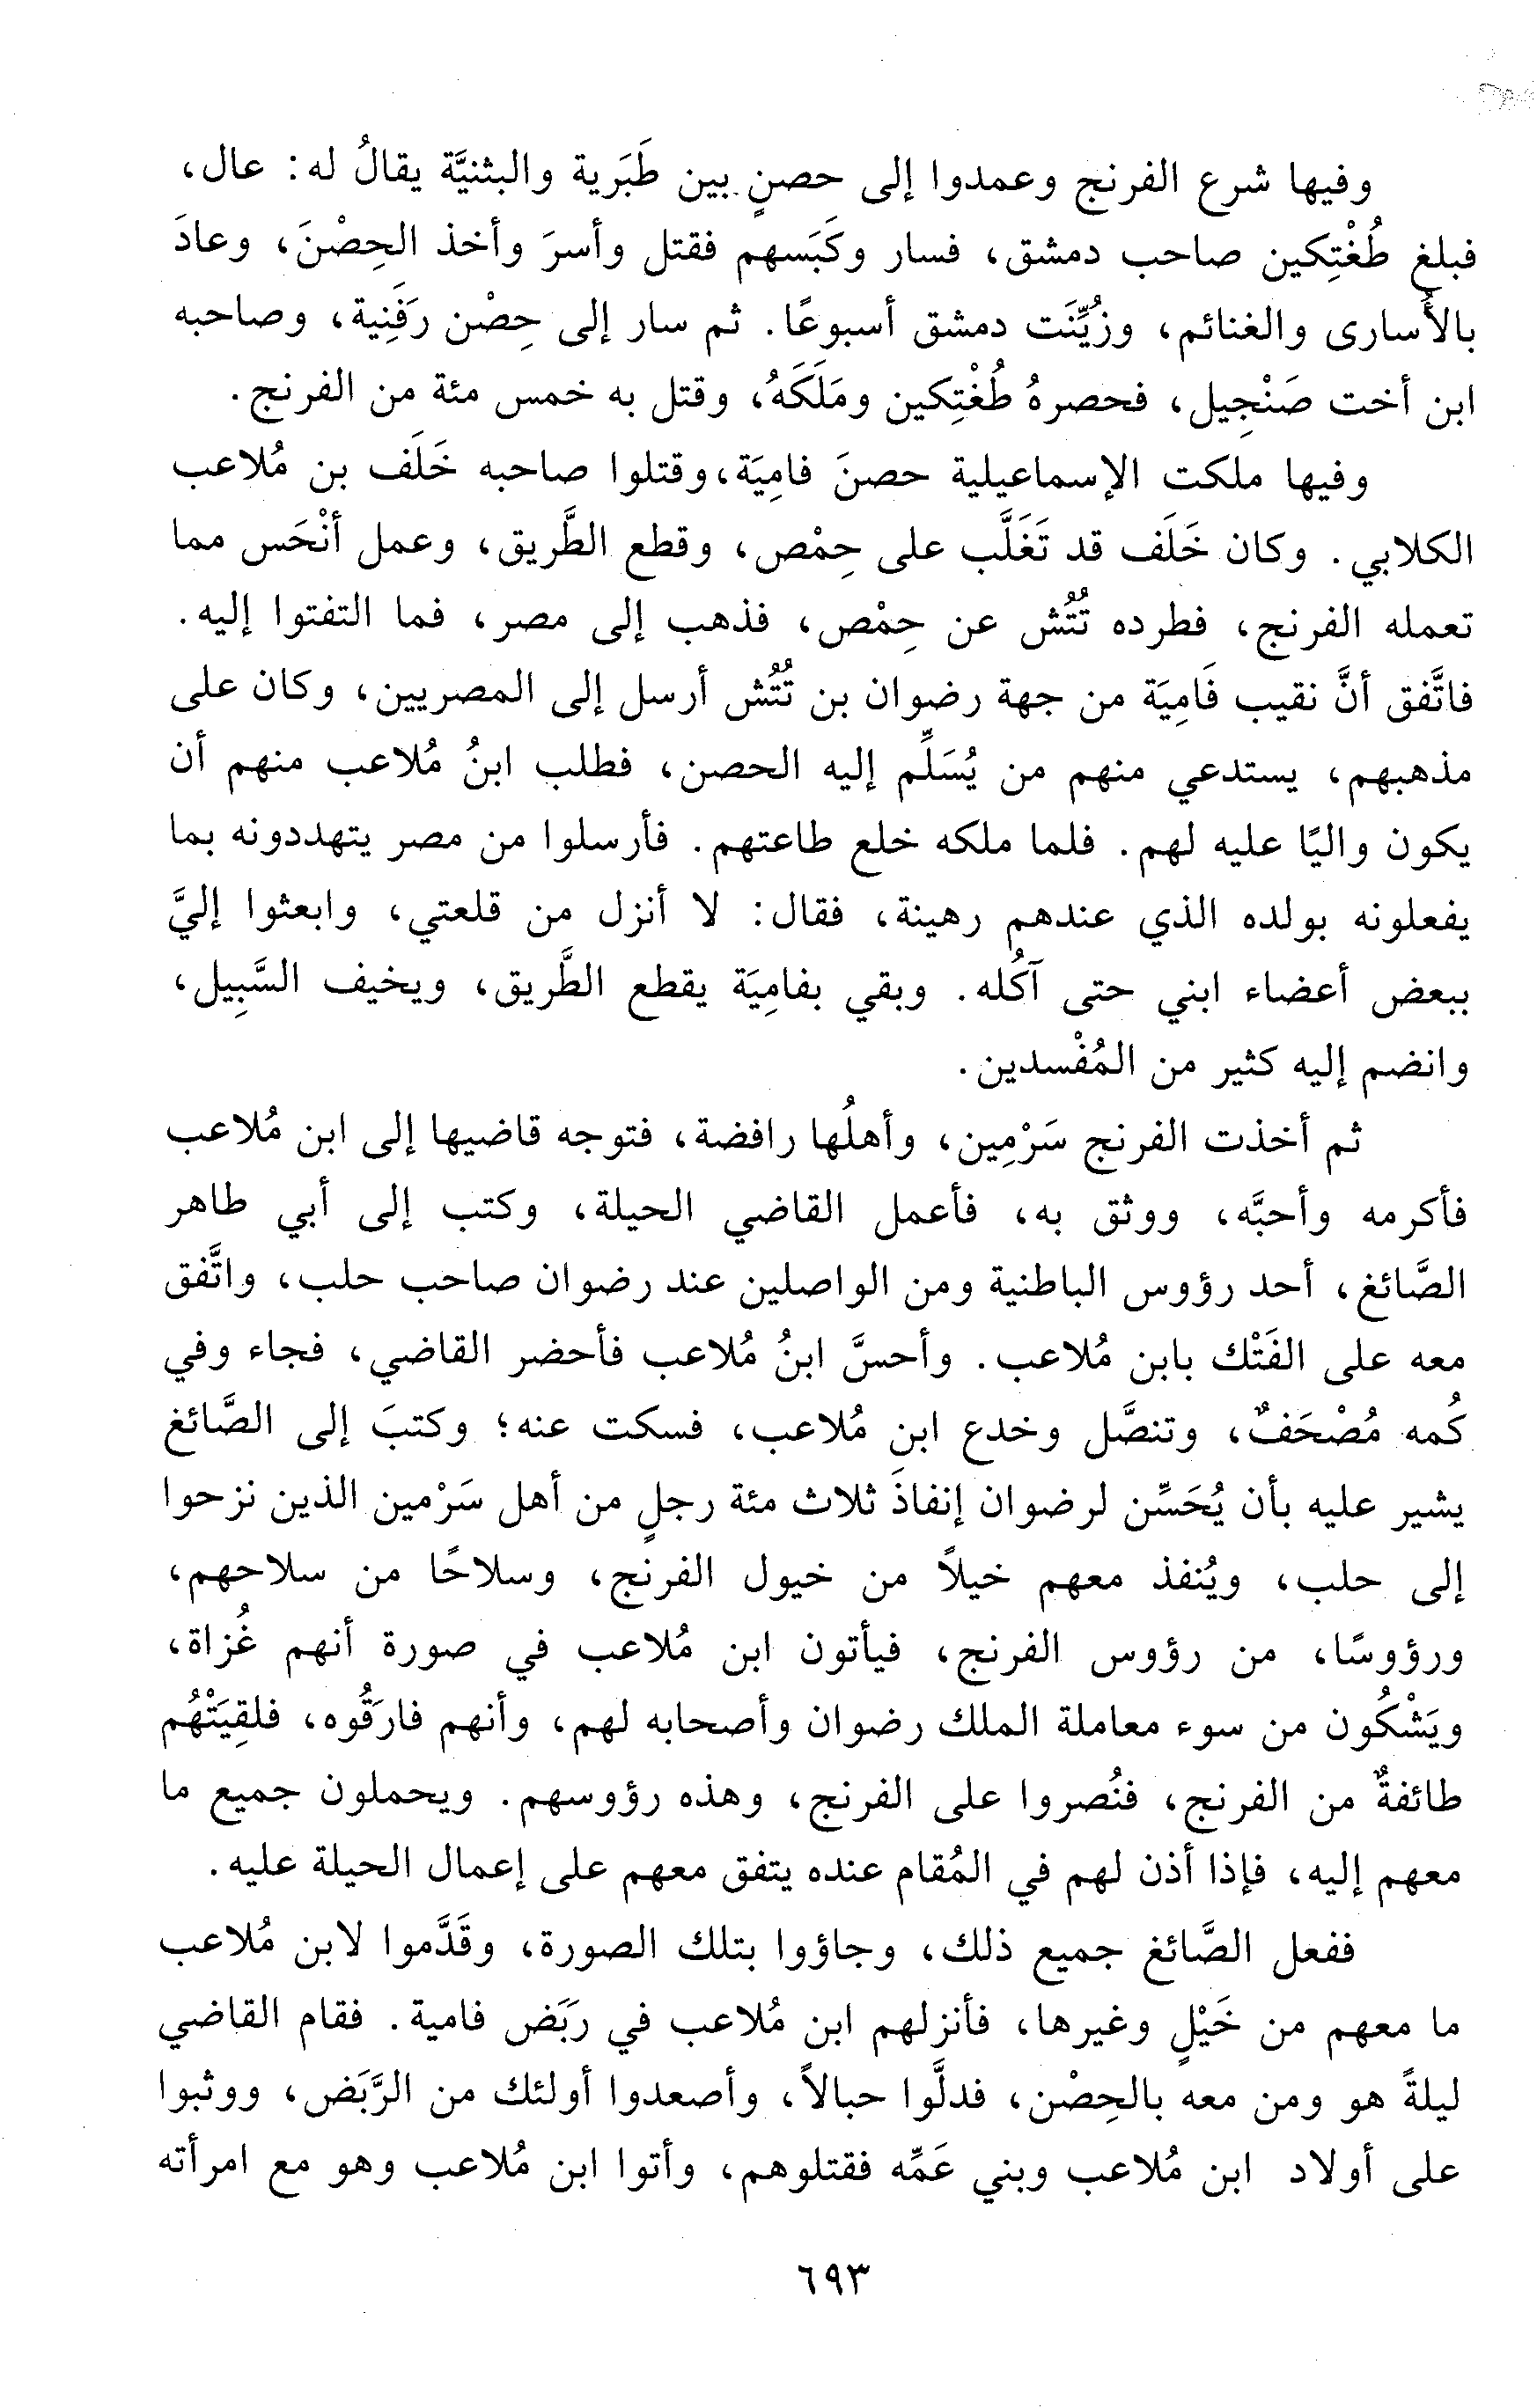 وفيها شرع الفرنج وعمدوا إلى حصنٍ بين طَبَرية والبثنيَّة يقالُ له: عال،
فبلغ طُغْتِكين صاحب دمشق، فسار وكَبَسهم فقتل وأسرَ وأخذ الحِصْنَ، وعادَ
بالأُسارى والغنائم، وزُيِّنَت دمشق أسبوعًا. ثم سار إلى حِصْن رَفَنِية، وصاحبه
ابن أخت صَنْجِيل، فحصرهُ طُغْتِكين ومَلَكَهُ، وقتل به خمس مئة من الفرنج.
وفيها ملكت الإسماعيلية حصنَ فامِيَة، وقتلوا صاحبه خَلَف بن مُلاعب
الكلابي. وكان خَلَف قد تَغَلَّب على حِمْص، وقطع الطَّريق، وعمل أنْحَس مما
تعمله الفرنج، فطرده تُتُش عن حِمْص، فذهب إلى مصر، فما التفتوا إليه.
فاتَّفق أنَّ نقيب فَامِيَة من جهة رضوان بن تُتُش أرسل إلى المصريين، وكان على
مذهبهم، يستدعي منهم من يُسَلِّم إليه الحصن، فطلب ابنُ مُلاعب منهم أن
يكون واليًا عليه لهم. فلما ملكه خلع طاعتهم. فأرسلوا من مصر يتهددونه بما
يفعلونه بولده الذي عندهم رهينة، فقال: لا أنزل من قلعتي، وابعثوا إليَّ
ببعض أعضاء ابني حتى آكُله. وبقي بفامِيَة يقطع الطَّريق، ويخيف السَّبِيل،
وانضم إليه كثير من المُفْسدين.
ثم أخذت الفرنج سَرْمِين، وأهلُها رافضة، فتوجه قاضيها إلى ابن مُلاعب
فأكرمه وأحبَّه، ووثق به، فأعمل القاضي الحيلة، وكتب إلى أبي طاهر
الصَّائغ، أحد رؤوس الباطنية ومن الواصلين عند رضوان صاحب حلب، واتَّفق
معه على الفَتْك بابن مُلاعب. وأحسَّ ابنُ مُلاعب فأحضر القاضي، فجاء وفي
كُمه مُصْحَفٌ، وتنصَّل وخدع ابن مُلاعب، فسكت عنه؛ وكتبَ إلى الصَّائغ
يشير عليه بأن يُحَسِّن لرضوان إنفاذَ ثلاث مئة رجلٍ من أهل سَرْمين الذين نزحوا
إلى حلب، ويُنفذ معهم خيلاً من خيول الفرنج، وسلاحًا من سلاحهم،
ورؤوسًا، من رؤوس الفرنج، فيأتون ابن مُلاعب في صورة أنهم غُزاة،
ويَشْكُون من سوء معاملة الملك رضوان وأصحابه لهم، وأنهم فارَقُوه، فلقِيَتْهُم
طائفةٌ من الفرنج، فنُصروا على الفرنج، وهذه رؤوسهم. ويحملون جميع ما
معهم إليه، فإذا أذن لهم في المُقام عنده يتفق معهم على إعمال الحيلة عليه.
ففعل الصَّائغ جميع ذلك، وجاؤوا بتلك الصورة، وقَدَّموا لابن مُلاعب
ما معهم من خَيْلٍ وغيرها، فأنزلهم ابن مُلاعب في رَبَض فامية. فقام القاضي
ليلةً هو ومن معه بالحِصْن، فدلَّوا حبالاً، وأصعدوا أولئك من الرَّبَض، ووثبوا
على أولاد ابن مُلاعب وبني عَمِّه فقتلوهم، وأتوا ابن مُلاعب وهو مع امرأته
٦٩٣